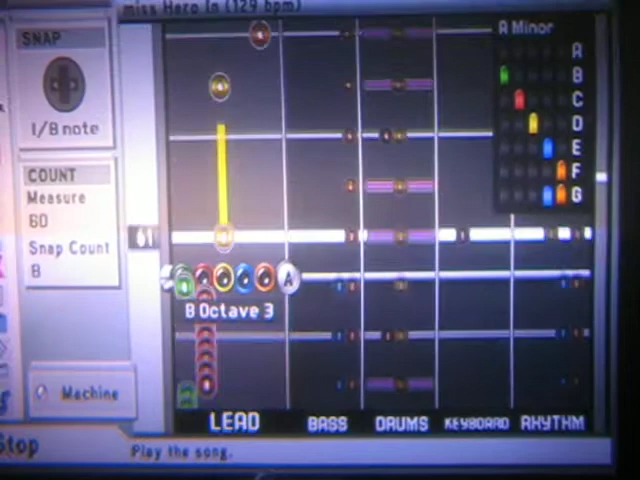 miss Hero In (129 bpm)
SNAP
1/8 note
COUNT
Measure
60
Snap Count
8
Machine
Stop
Play the song.
61
A
B Octave 3
LEAD
BASS
DRUMS
KEYBOARD
RHYTHM
A Minor
A
B
C
D
E
F
G